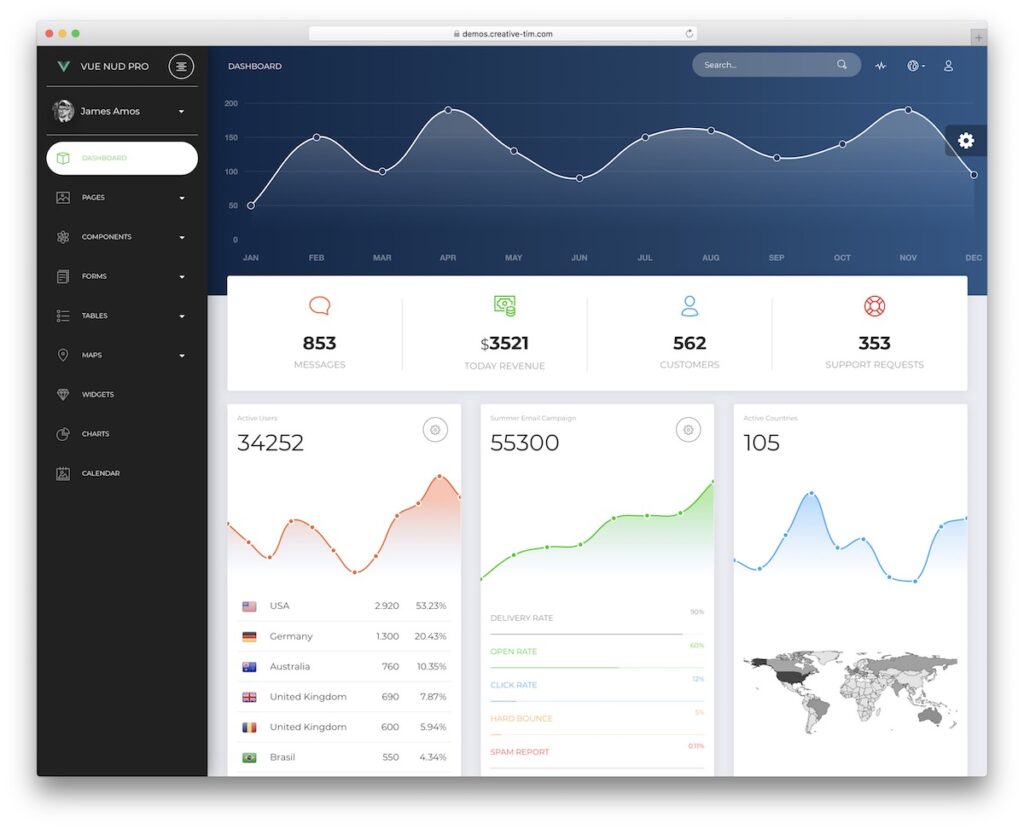 demos.creative-tim.com
VUE NUD PRO
James Amos
DASHBOARD
PAGES
COMPONENTS
FORMS
TABLES
MAPS
WIDGETS
CHARTS
CALENDAR
DASHBOARD
Search...
200
150
100
50
0
JAN FEB MAR APR MAY JUN JUL AUG SEP OCT NOV DEC
853 $3521 562 353
MESSAGES TODAY REVENUE CUSTOMERS SUPPORT REQUESTS
Active Users
34252
USA 2.920 53.23%
Germany 1.300 20.43%
Australia 760 10.35%
United Kingdom 690 7.87%
United Kingdom 600 5.94%
Brasil 550 4.34%
Summer Email Campaign
55300
DELIVERY RATE 90%
OPEN RATE 60%
CLICK RATE 12%
HARD BOUNCE 5%
SPAM REPORT 0.11%
Active Countries
105